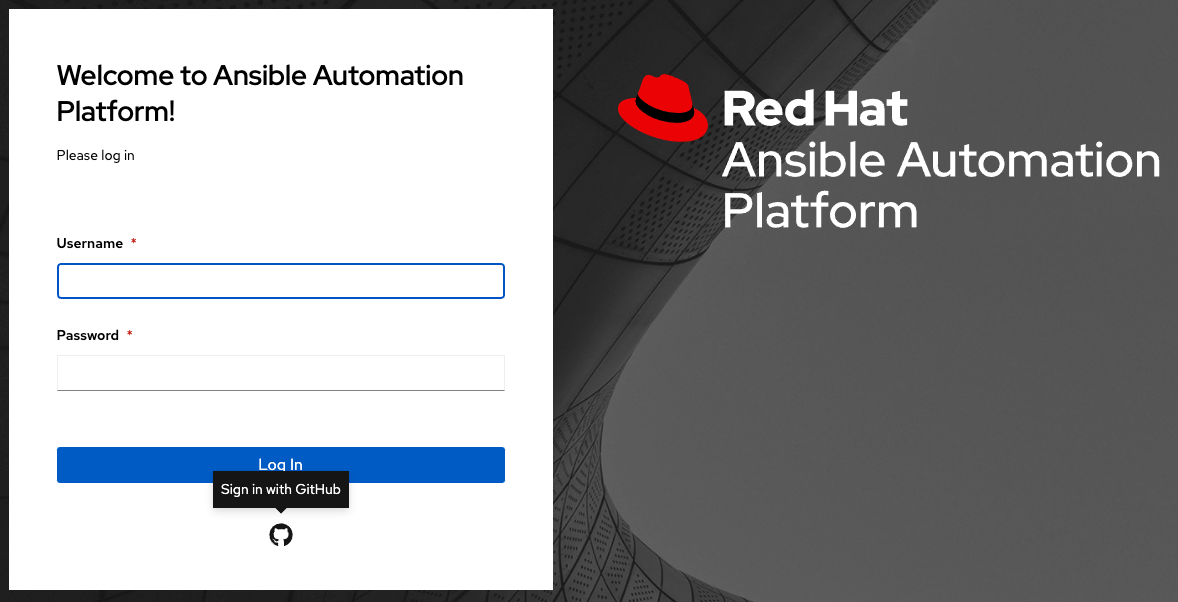 Welcome to Ansible Automation
Platform!
Please log in
Username *
Password *
Log In
Sign in with GitHub
Red Hat
Ansible Automation
Platform